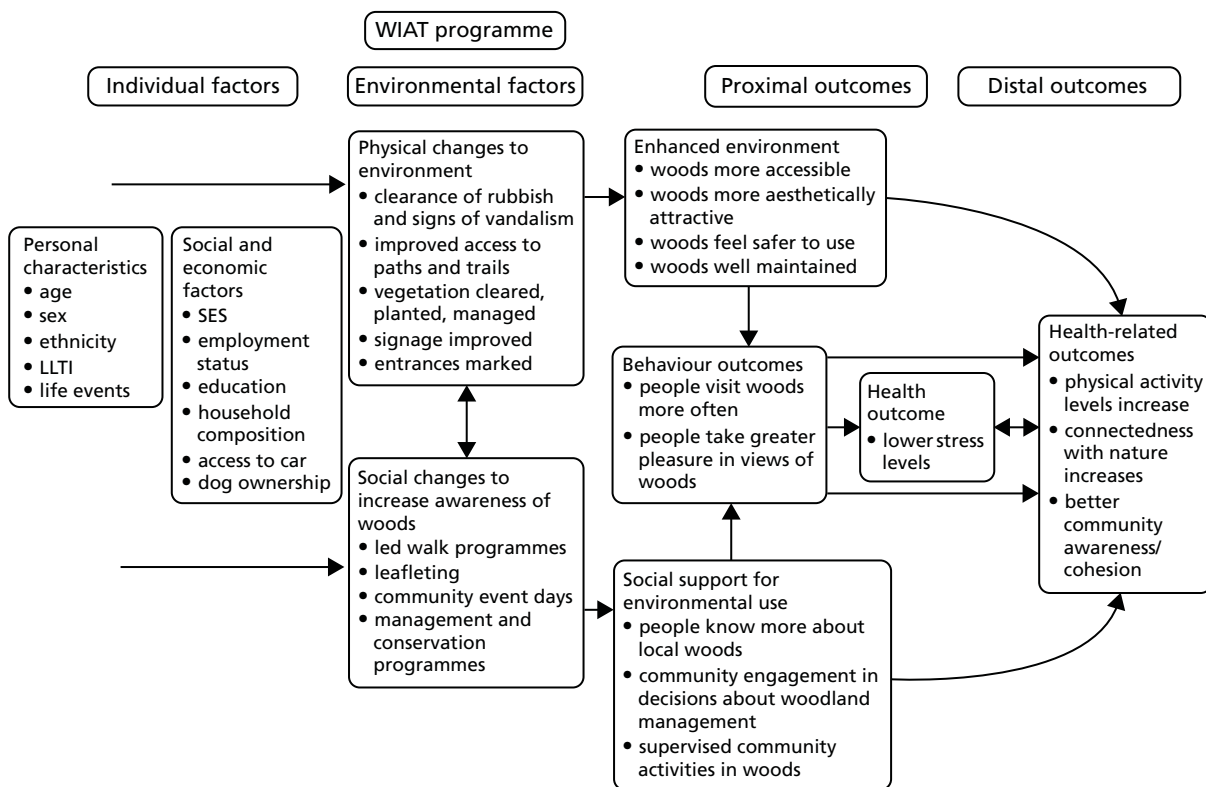 WIAT programme
Individual factors
Environmental factors
Proximal outcomes
Distal outcomes
Personal
characteristics
• age
• sex
• ethnicity
• LLTI
• life events
Social and
economic
factors
• SES
• employment
status
• education
• household
composition
• access to car
• dog ownership
Physical changes to
environment
• clearance of rubbish
and signs of vandalism
• improved access to
paths and trails
• vegetation cleared,
planted, managed
• signage improved
• entrances marked
Social changes to
increase awareness of
woods
• led walk programmes
• leafleting
• community event days
• management and
conservation
programmes
Enhanced environment
• woods more accessible
• woods more aesthetically
attractive
• woods feel safer to use
• woods well maintained
Behaviour outcomes
• people visit woods
more often
• people take greater
pleasure in views of
woods
Health
outcome
• lower stress
levels
Social support for
environmental use
• people know more about
local woods
• community engagement in
decisions about woodland
management
• supervised community
activities in woods
Health-related
outcomes
• physical activity
levels increase
• connectedness
with nature
increases
• better
community
awareness/
cohesion